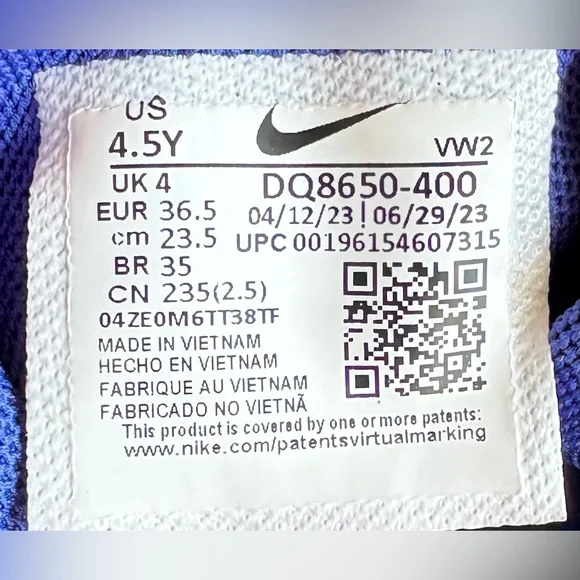 US
4.5Y VW2
UK 4 DQ8650-400
EUR 36.5 04/12/23 | 06/29/23
cm 23.5 UPC 00196154607315
BR 35
CN 235(2.5)
04ZE0M6TT38TF
MADE IN VIETNAM
HECHO EN VIETNAM
FABRIQUE AU VIETNAM
FABRICADO NO VIETNÃ
This product is covered by one or more patents:
www.nike.com/patentsvirtualmarking